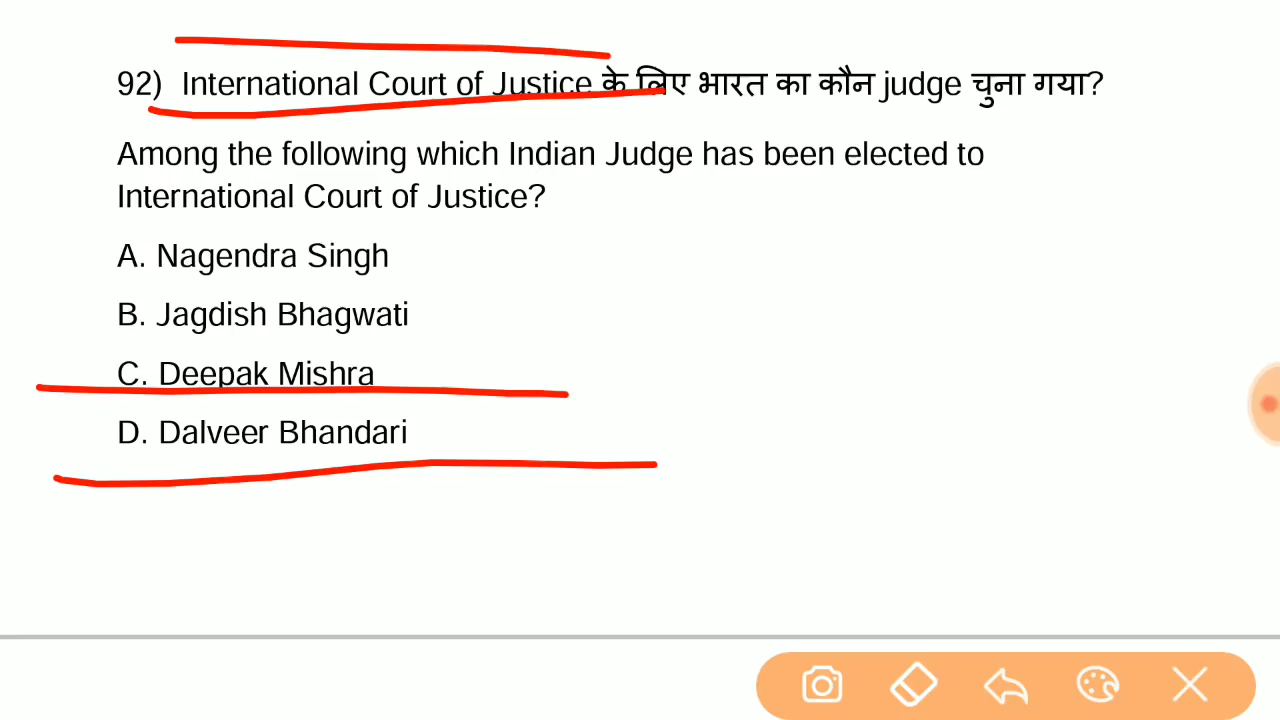 92) International Court of Justice के लिए भारत का कौन judge चुना गया?
Among the following which Indian Judge has been elected to
International Court of Justice?
A. Nagendra Singh
B. Jagdish Bhagwati
C. Deepak Mishra
D. Dalveer Bhandari